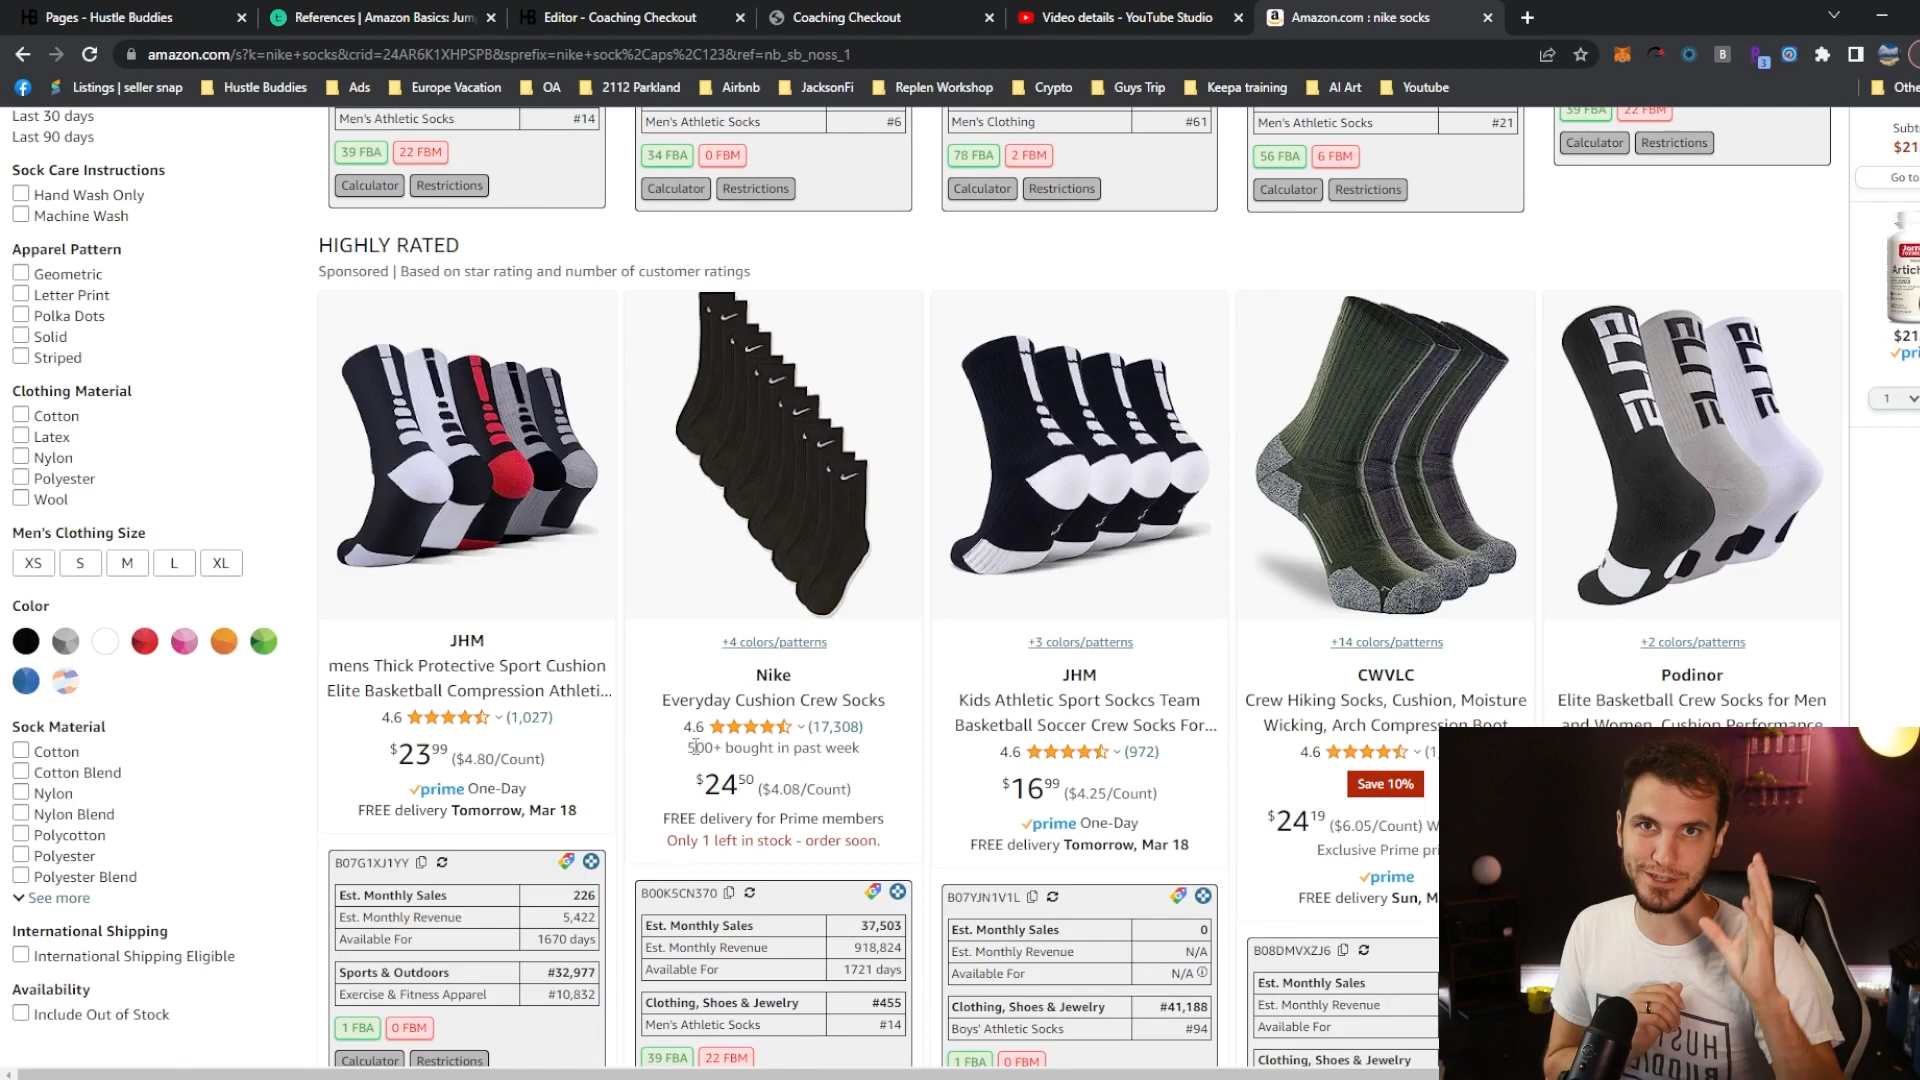 Pages - Hustle Buddies
References | Amazon Basics: Jum
Editor - Coaching Checkout
Coaching Checkout
Video details - YouTube Studio
Amazon.com : nike socks
amazon.com/s?k=nike+socks&crid=24AR6K1XHPSPB&sprefix=nike+sock%2Caps%2C123&ref=nb_sb_noss_1
Listings | seller snap
Hustle Buddies
Ads
Europe Vacation
OA
2112 Parkland
Airbnb
JacksonFi
Replen Workshop
Crypto
Guys Trip
Keepa training
AI Art
Youtube
Othe
Last 30 days
Last 90 days
Sock Care Instructions
Hand Wash Only
Machine Wash
Apparel Pattern
Geometric
Letter Print
Polka Dots
Solid
Striped
Clothing Material
Cotton
Latex
Nylon
Polyester
Wool
Men's Clothing Size
XS S M L XL
Color
Sock Material
Cotton
Cotton Blend
Nylon
Nylon Blend
Polycotton
Polyester
Polyester Blend
See more
International Shipping
International Shipping Eligible
Availability
Include Out of Stock
Men's Athletic Socks #14
39 FBA 22 FBM
Calculator Restrictions
Men's Athletic Socks #6
34 FBA 0 FBM
Calculator Restrictions
Men's Clothing #61
78 FBA 2 FBM
Calculator Restrictions
Men's Athletic Socks #21
56 FBA 6 FBM
Calculator Restrictions
39 FBA 22 FBM
Calculator Restrictions
Subt
$21
Go to
$21
pri
1
HIGHLY RATED
Sponsored | Based on star rating and number of customer ratings
JHM
mens Thick Protective Sport Cushion
Elite Basketball Compression Athleti...
4.6 (1,027)
$23 99 ($4.80/Count)
prime One-Day
FREE delivery Tomorrow, Mar 18
B07G1XJ1YY
Est. Monthly Sales 226
Est. Monthly Revenue 5,422
Available For 1670 days
Sports & Outdoors #32,977
Exercise & Fitness Apparel #10,832
1 FBA 0 FBM
Calculator Restrictions
+4 colors/patterns
Nike
Everyday Cushion Crew Socks
4.6 (17,308)
500+ bought in past week
$24 50 ($4.08/Count)
FREE delivery for Prime members
Only 1 left in stock - order soon.
B00K5CN370
Est. Monthly Sales 37,503
Est. Monthly Revenue 918,824
Available For 1721 days
Clothing, Shoes & Jewelry #455
Men's Athletic Socks #14
39 FBA 22 FBM
+3 colors/patterns
JHM
Kids Athletic Sport Sockcs Team
Basketball Soccer Crew Socks For...
4.6 (972)
$16 99 ($4.25/Count)
prime One-Day
FREE delivery Tomorrow, Mar 18
B07YJN1V1L
Est. Monthly Sales 0
Est. Monthly Revenue N/A
Available For N/A
Clothing, Shoes & Jewelry #41,188
Boys' Athletic Socks #94
1 FBA 0 FBM
+14 colors/patterns
CWVLC
Crew Hiking Socks, Cushion, Moisture
Wicking, Arch Compression Boot
4.6 (1
Save 10%
$24 19 ($6.05/Count) W
Exclusive Prime pri
prime
FREE delivery Sun, M
B08DMVXZJ6
Est. Monthly Sales
Est. Monthly Revenue
Available For
Clothing, Shoes & Jewelry
+2 colors/patterns
Podinor
Elite Basketball Crew Socks for Men
and Women, Cushion Performance